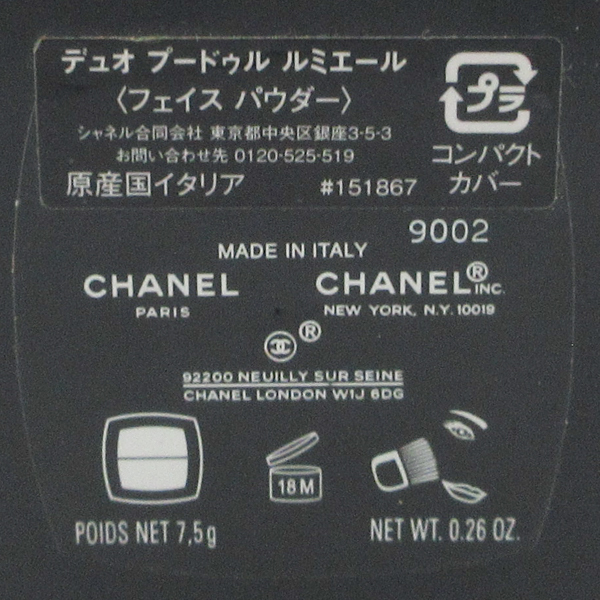 デュオ プードゥル ルミエール
〈フェイス パウダー〉
シャネル合同会社 東京都中央区銀座3-5-3
お問い合わせ先 0120-525-519
原産国イタリア #151867
プラ
コンパクト
カバー
9002
MADE IN ITALY
CHANEL
PARIS
CHANEL® INC.
NEW YORK, N.Y. 10019
®
92200 NEUILLY SUR SEINE
CHANEL LONDON W1J 6DG
18M
POIDS NET 7,5g
NET WT. 0.26 OZ.